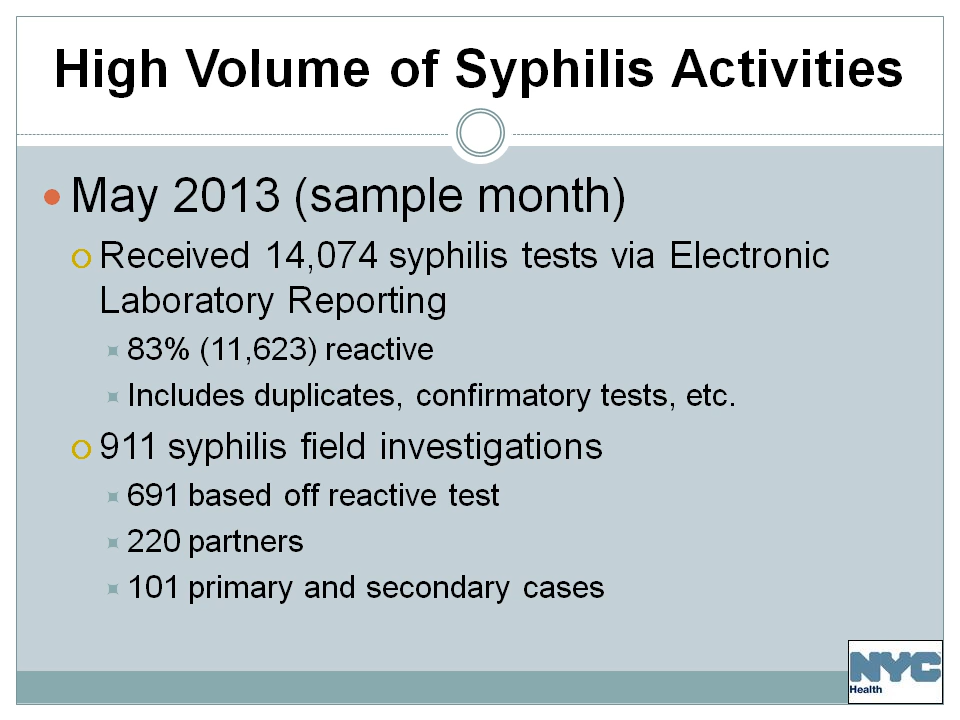 High Volume of Syphilis Activities
May 2013 (sample month)
Received 14,074 syphilis tests via Electronic
Laboratory Reporting
83% (11,623) reactive
Includes duplicates, confirmatory tests, etc.
911 syphilis field investigations
691 based off reactive test
220 partners
101 primary and secondary cases
NYC
Health